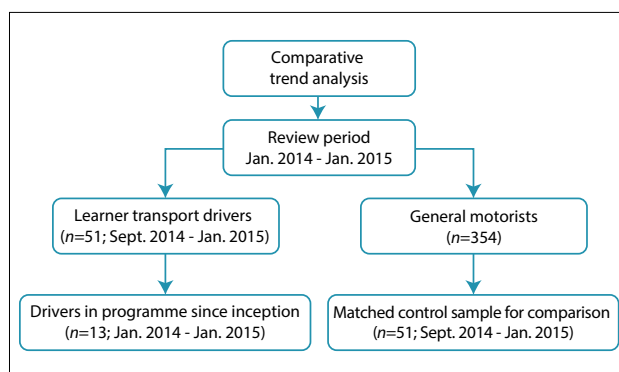 Comparative
trend analysis
Review period
Jan. 2014 - Jan. 2015
Learner transport drivers
(n=51; Sept. 2014 - Jan. 2015)
General motorists
(n=354)
Drivers in programme since inception
(n=13; Jan. 2014 - Jan. 2015)
Matched control sample for comparison
(n=51; Sept. 2014 - Jan. 2015)